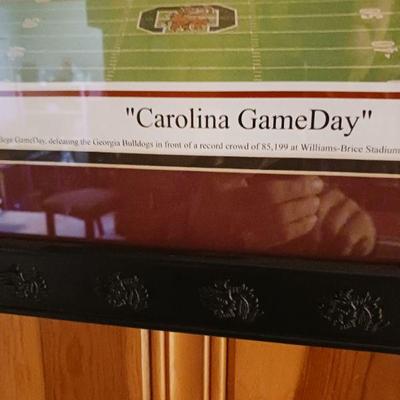 "Carolina GameDay"
GameDay, defeating the Georgia Bulldogs in front of a record crowd of 85,199 at Williams-Brice Stadium